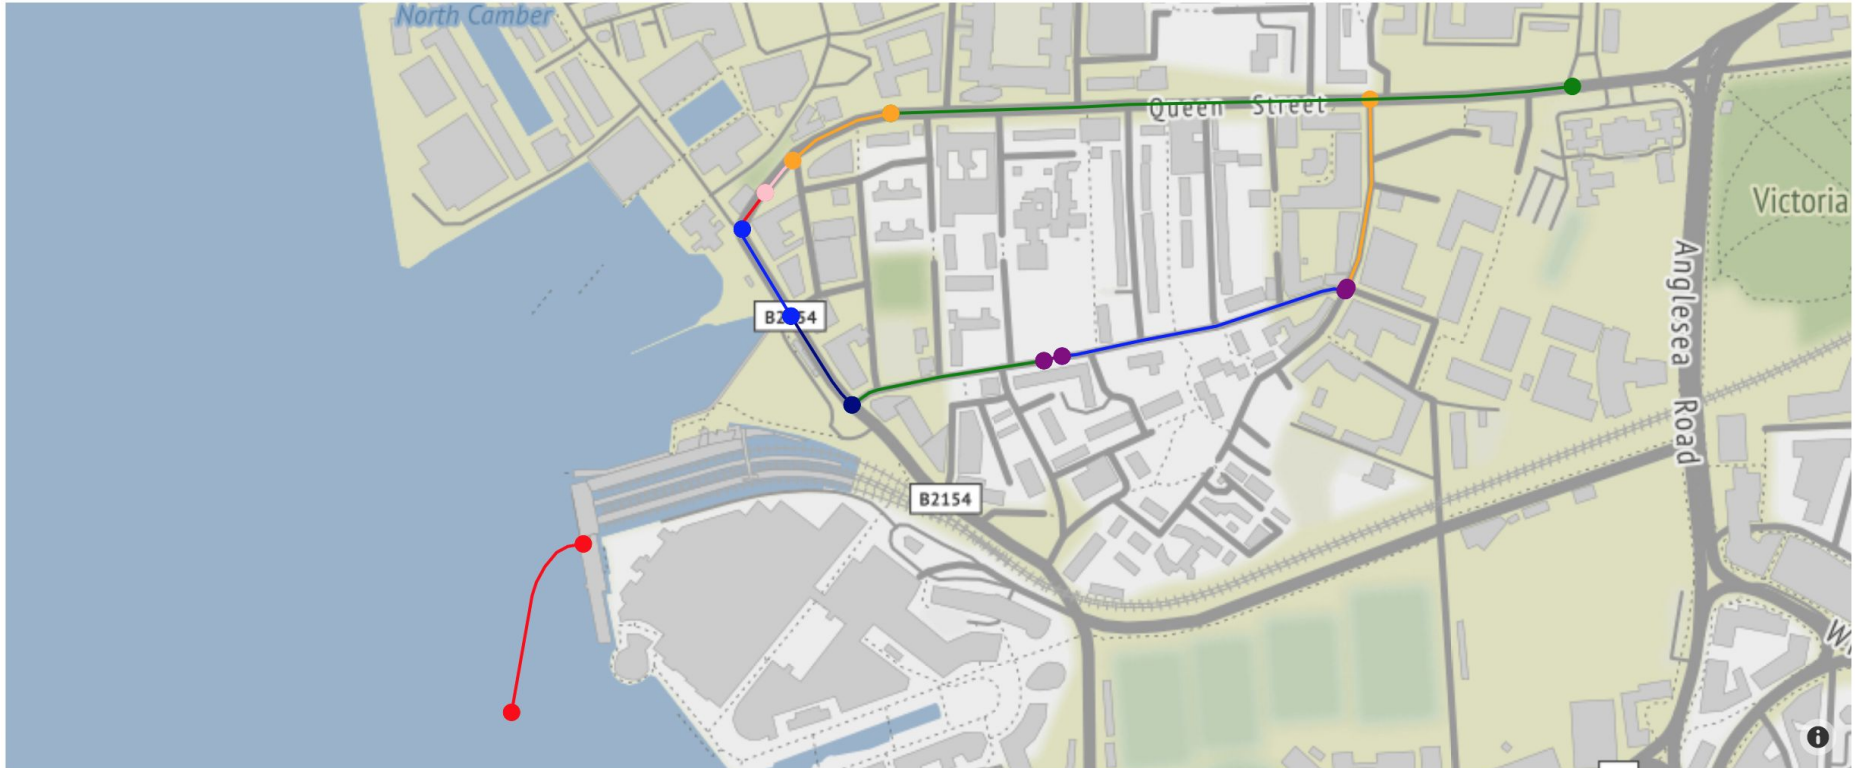 North Camber
Queen Street
Victoria
Anglesea Road
B2154
B2154